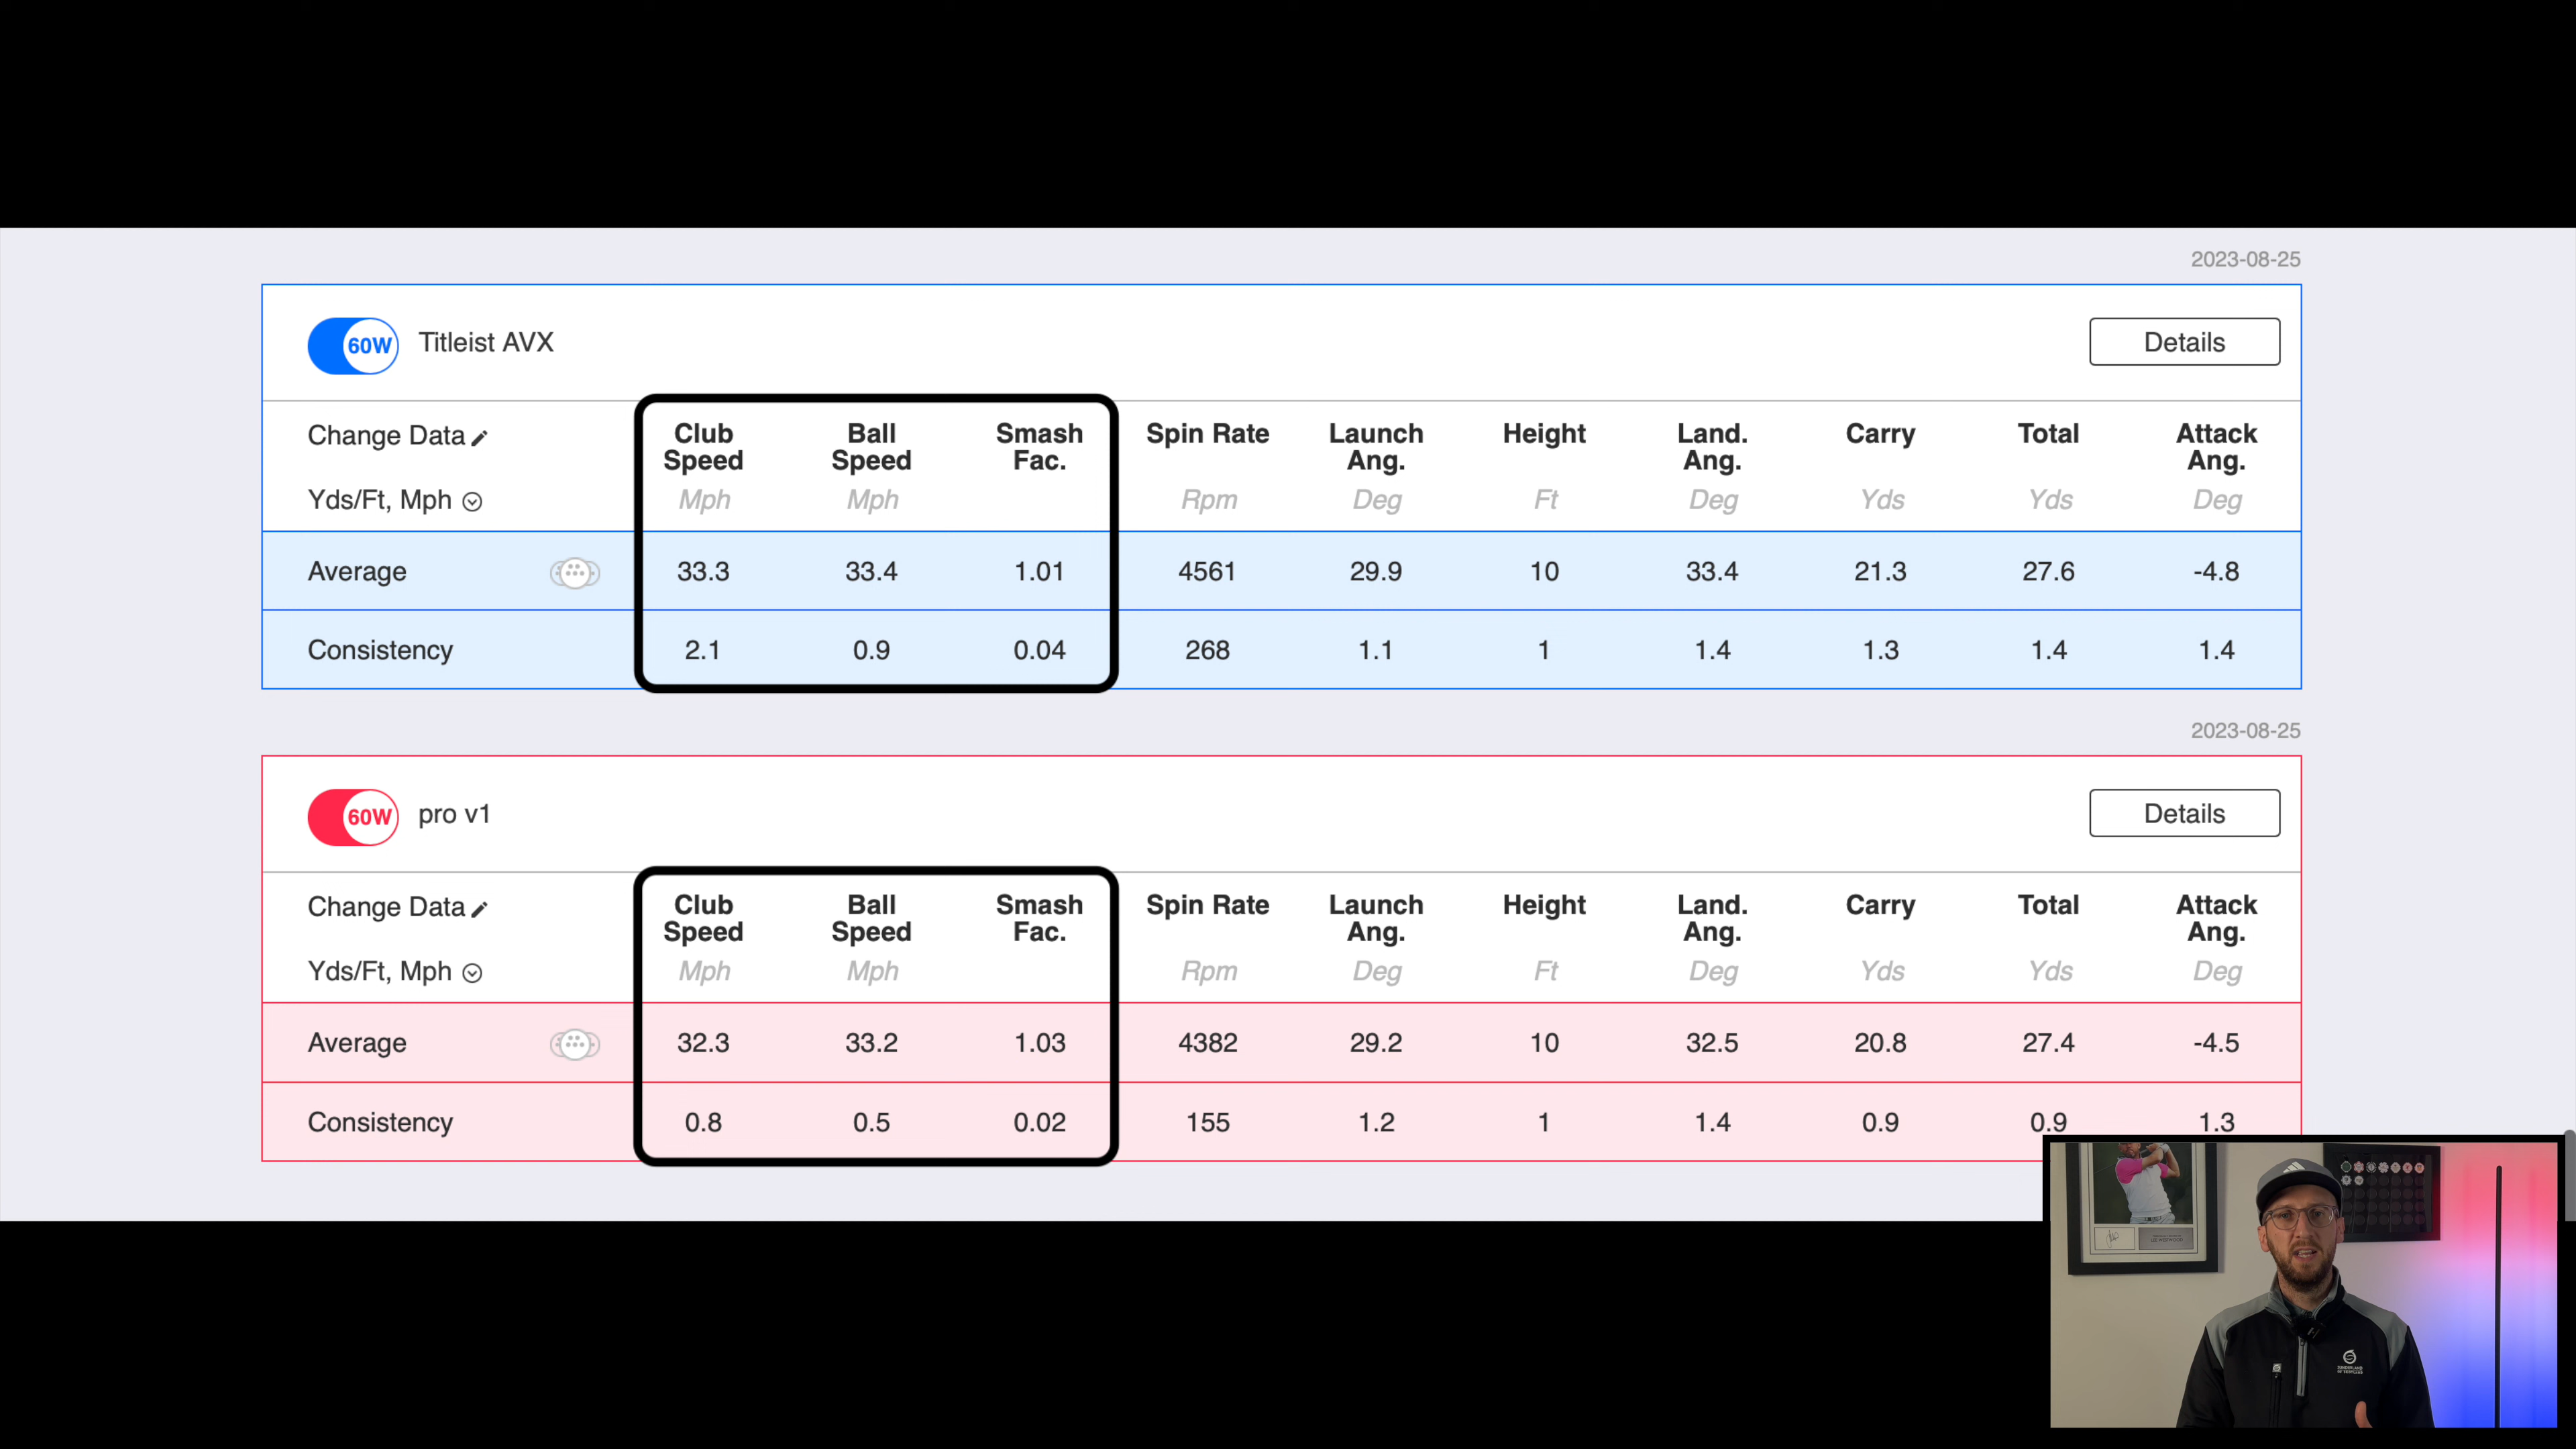 2023-08-25
60W Titleist AVX Details
Change Data Club Speed Ball Speed Smash Fac. Spin Rate Launch Ang. Height Land. Ang. Carry Total Attack Ang.
Yds/Ft, Mph Mph Mph Rpm Deg Ft Deg Yds Yds Deg
Average 33.3 33.4 1.01 4561 29.9 10 33.4 21.3 27.6 -4.8
Consistency 2.1 0.9 0.04 268 1.1 1 1.4 1.3 1.4 1.4
2023-08-25
60W pro v1 Details
Change Data Club Speed Ball Speed Smash Fac. Spin Rate Launch Ang. Height Land. Ang. Carry Total Attack Ang.
Yds/Ft, Mph Mph Mph Rpm Deg Ft Deg Yds Yds Deg
Average 32.3 33.2 1.03 4382 29.2 10 32.5 20.8 27.4 -4.5
Consistency 0.8 0.5 0.02 155 1.2 1 1.4 0.9 0.9 1.3